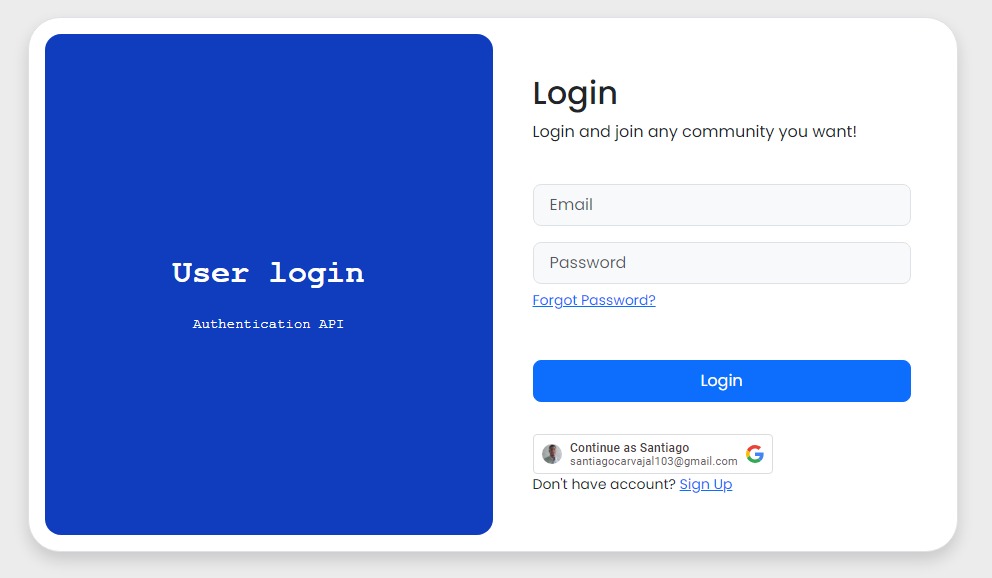 User login
Authentication API
Login
Login and join any community you want!
Email
Password
Forgot Password?
Login
Continue as Santiago
santiagocarvajal103@gmail.com
Don't have account? Sign Up